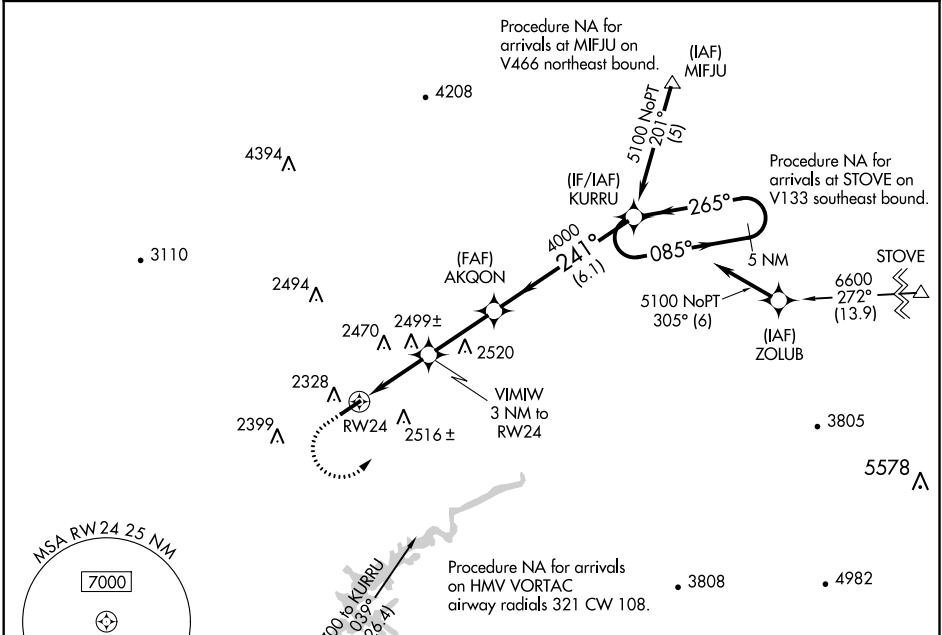 Procedure NA for
arrivals at MIFJU on
V466 northeast bound.
(IAF)
MIFJU
4208
5100 NoPT
201°
(5)
4394
(IF/IAF)
KURRU
Procedure NA for
arrivals at STOVE on
V133 southeast bound.
265°
085°
5 NM
4000
241°
(6.1)
3110
(FAF)
AKQON
STOVE
6600
272°
(13.9)
2494
5100 NoPT
305° (6)
(IAF)
ZOLUB
2470
2499±
2520
2328
VIMIW
3 NM to
RW24
RW24
2399
2516±
3805
5578
MSA RW24 25 NM
7000
Procedure NA for arrivals
on HMV VORTAC
airway radials 321 CW 108.
3808
4982
to KURRU
039°